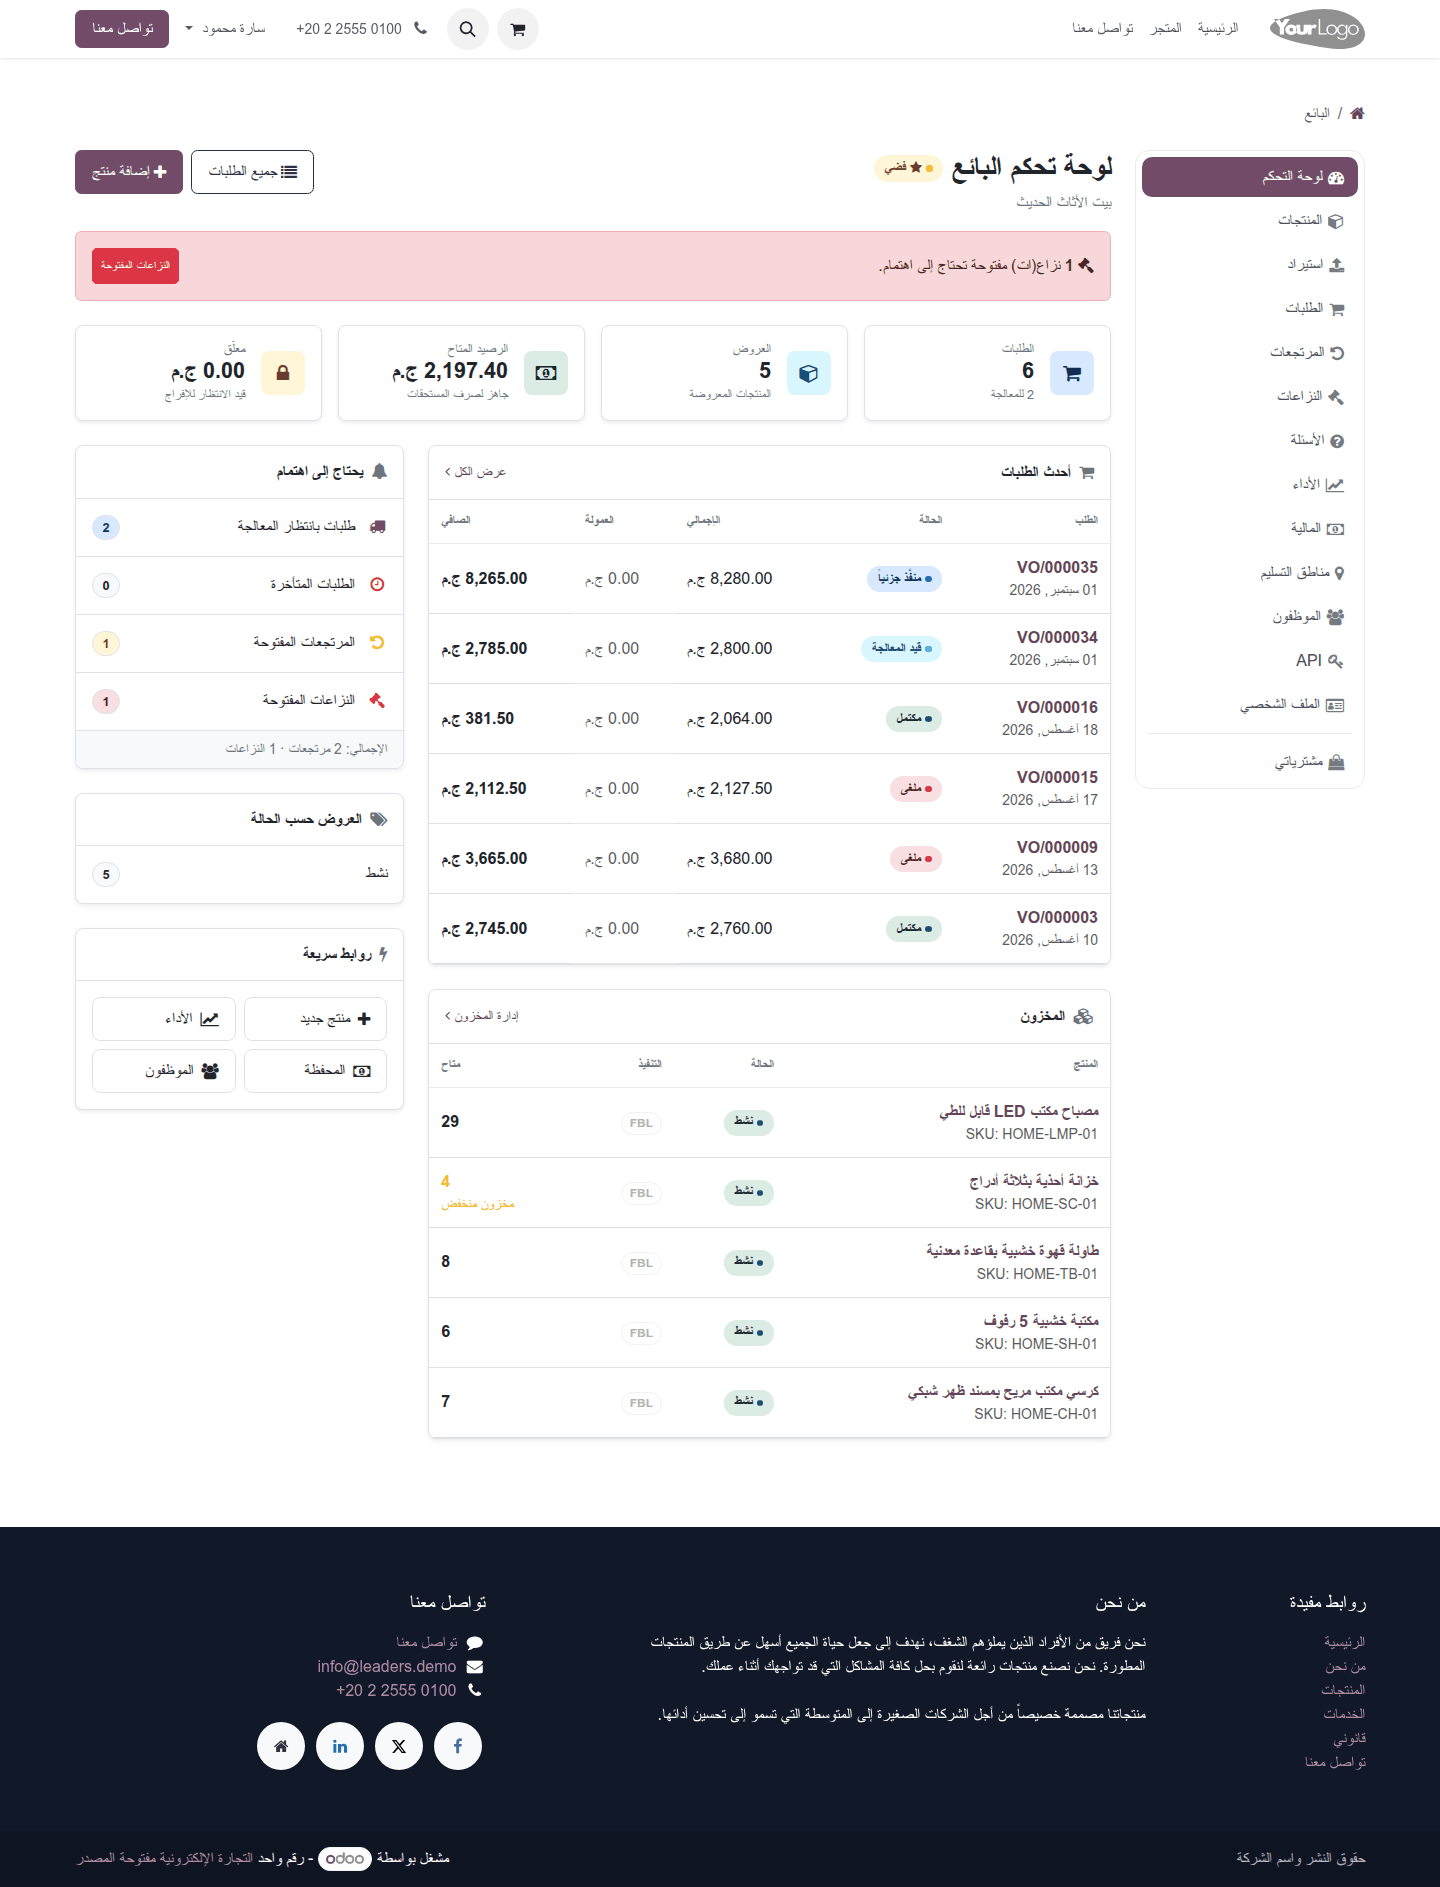 YourLogo
الرئيسية
المتجر
تواصل معنا
+20 2 2555 0100
سارة محمود
تواصل معنا
/ البائع
لوحة التحكم
المنتجات
استيراد
الطلبات
المرتجعات
النزاعات
الأسئلة
الأداء
المالية
مناطق التسليم
الموظفون
API
الملف الشخصي
مشترياتي
لوحة تحكم البائع
فضي
بيت الأثاث الحديث
جميع الطلبات
إضافة منتج
1 نزاع(ات) مفتوحة تحتاج إلى اهتمام.
النزاعات المفتوحة
الطلبات
6
2 للمعالجة
العروض
5
المنتجات المعروضة
الرصيد المتاح
2,197.40 ج.م
جاهز لصرف المستحقات
معلّق
0.00 ج.م
قيد الانتظار للإفراج
أحدث الطلبات
عرض الكل
الطلب الحالة الإجمالي العمولة الصافي
VO/000035 منفّذ جزئياً 8,280.00 ج.م 0.00 ج.م 8,265.00 ج.م
01 سبتمبر, 2026
VO/000034 قيد المعالجة 2,800.00 ج.م 0.00 ج.م 2,785.00 ج.م
01 سبتمبر, 2026
VO/000016 مكتمل 2,064.00 ج.م 0.00 ج.م 381.50 ج.م
18 أغسطس, 2026
VO/000015 ملغى 2,127.50 ج.م 0.00 ج.م 2,112.50 ج.م
17 أغسطس, 2026
VO/000009 ملغى 3,680.00 ج.م 0.00 ج.م 3,665.00 ج.م
13 أغسطس, 2026
VO/000003 مكتمل 2,760.00 ج.م 0.00 ج.م 2,745.00 ج.م
10 أغسطس, 2026
المخزون
إدارة المخزون
المنتج الحالة التنفيذ متاح
مصباح مكتب LED قابل للطي نشط FBL 29
SKU: HOME-LMP-01
خزانة أحذية بثلاثة أدراج نشط FBL 4
SKU: HOME-SC-01 مخزون منخفض
طاولة قهوة خشبية بقاعدة معدنية نشط FBL 8
SKU: HOME-TB-01
مكتبة خشبية 5 رفوف نشط FBL 6
SKU: HOME-SH-01
كرسي مكتب مريح بمسند ظهر شبكي نشط FBL 7
SKU: HOME-CH-01
يحتاج إلى اهتمام
طلبات بانتظار المعالجة 2
الطلبات المتأخرة 0
المرتجعات المفتوحة 1
النزاعات المفتوحة 1
الإجمالي: 2 مرتجعات · 1 النزاعات
العروض حسب الحالة
نشط 5
روابط سريعة
منتج جديد
الأداء
المحفظة
الموظفون
روابط مفيدة
الرئيسية
من نحن
المنتجات
الخدمات
قانوني
تواصل معنا
من نحن
نحن فريق من الأفراد الذين يملؤهم الشغف، نهدف إلى جعل حياة الجميع أسهل عن طريق المنتجات
المطورة. نحن نصنع منتجات رائعة لنقوم بحل كافة المشاكل التي قد تواجهك أثناء عملك.
منتجاتنا مصممة خصيصاً من أجل الشركات الصغيرة إلى المتوسطة التي تسمو إلى تحسين أدائها.
تواصل معنا
تواصل معنا
info@leaders.demo
+20 2 2555 0100
حقوق النشر واسم الشركة
مشغل بواسطة odoo - رقم واحد التجارة الإلكترونية مفتوحة المصدر